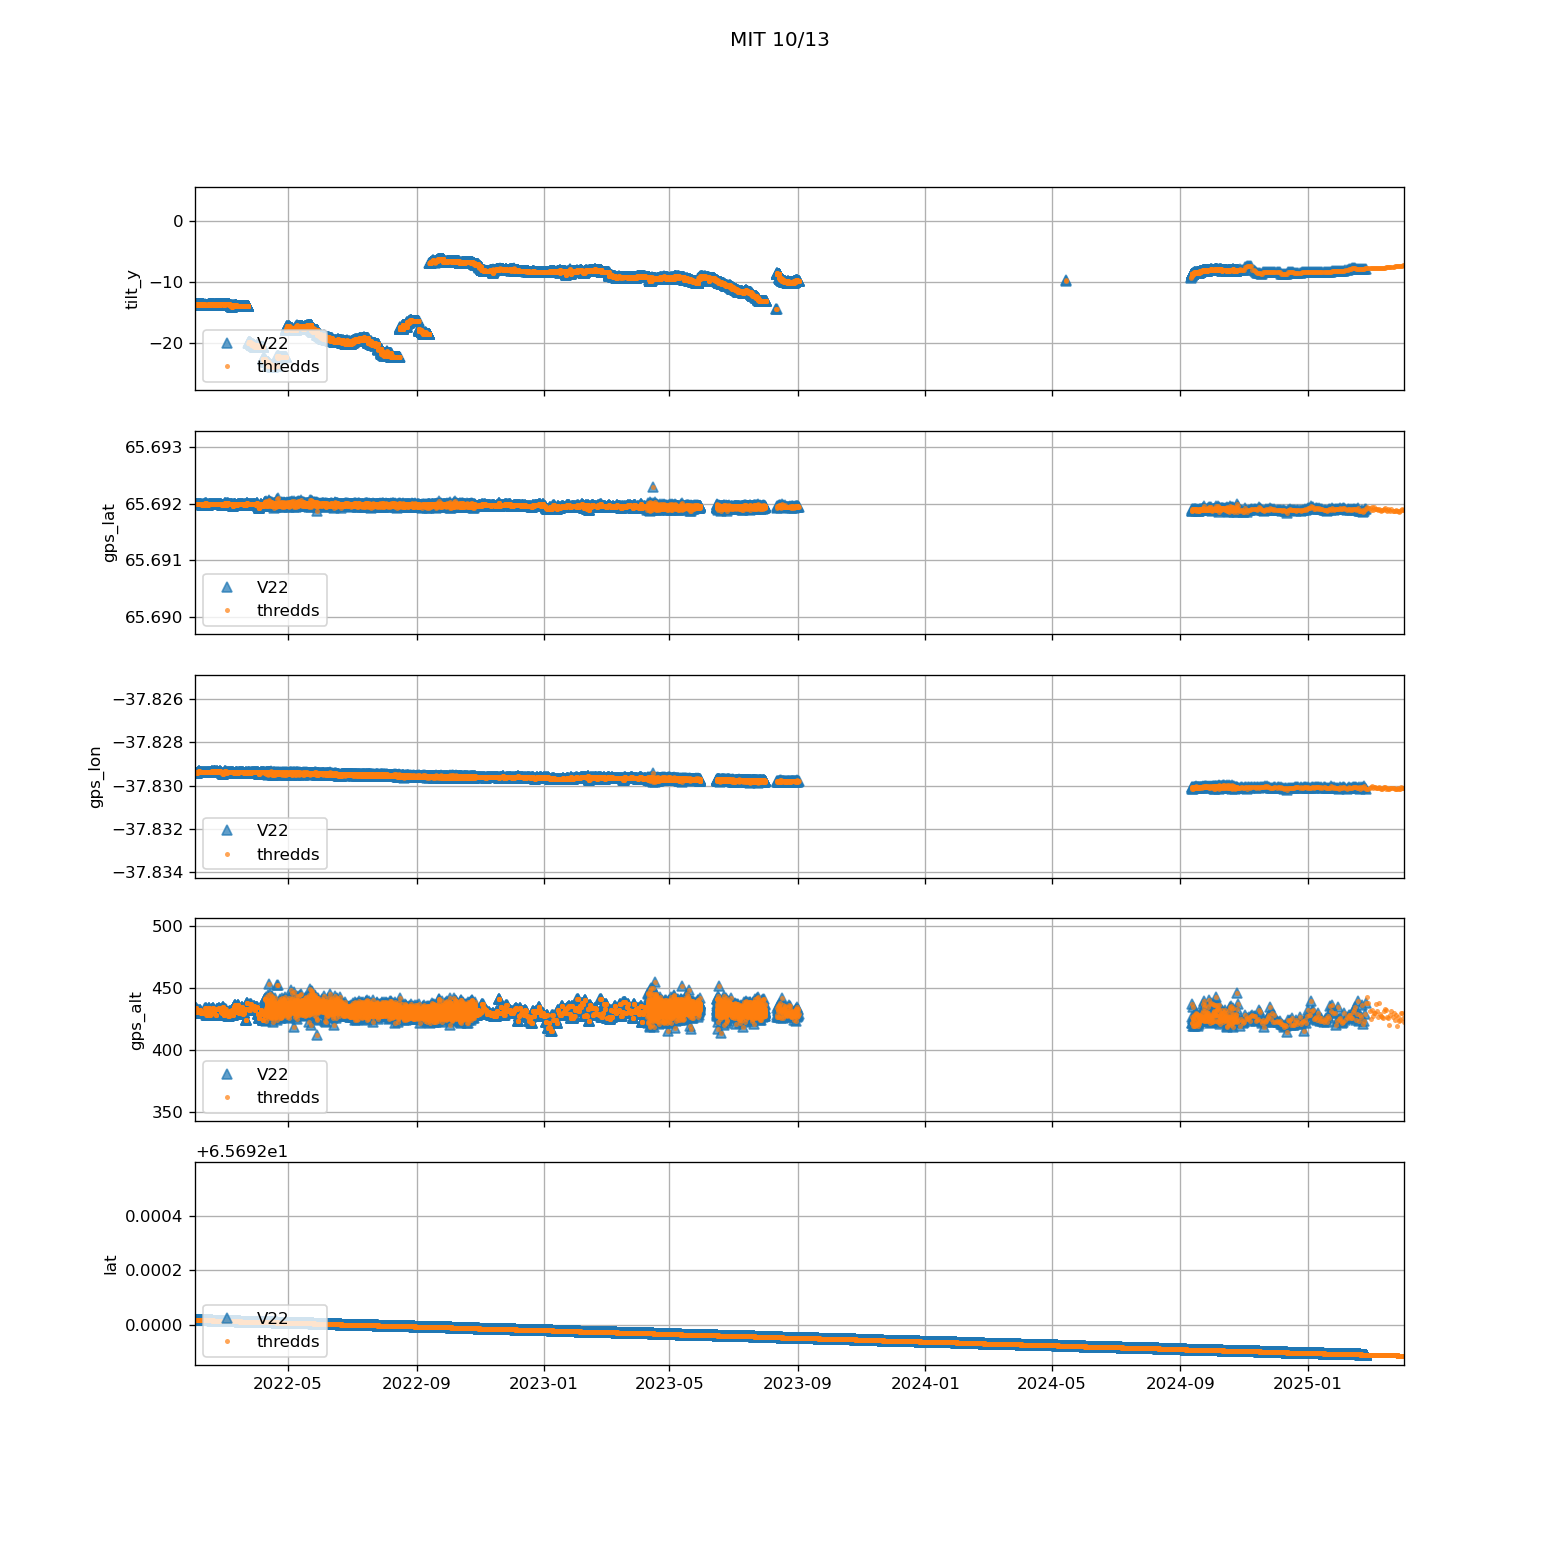 MIT 10/13
0
−10
−20
tilt_y
V22
thredds
65.693
65.692
65.691
65.690
gps_lat
V22
thredds
−37.826
−37.828
−37.830
−37.832
−37.834
gps_lon
V22
thredds
500
450
400
350
gps_alt
V22
thredds
+6.5692e1
0.0004
0.0002
0.0000
lat
V22
thredds
2022-05 2022-09 2023-01 2023-05 2023-09 2024-01 2024-05 2024-09 2025-01